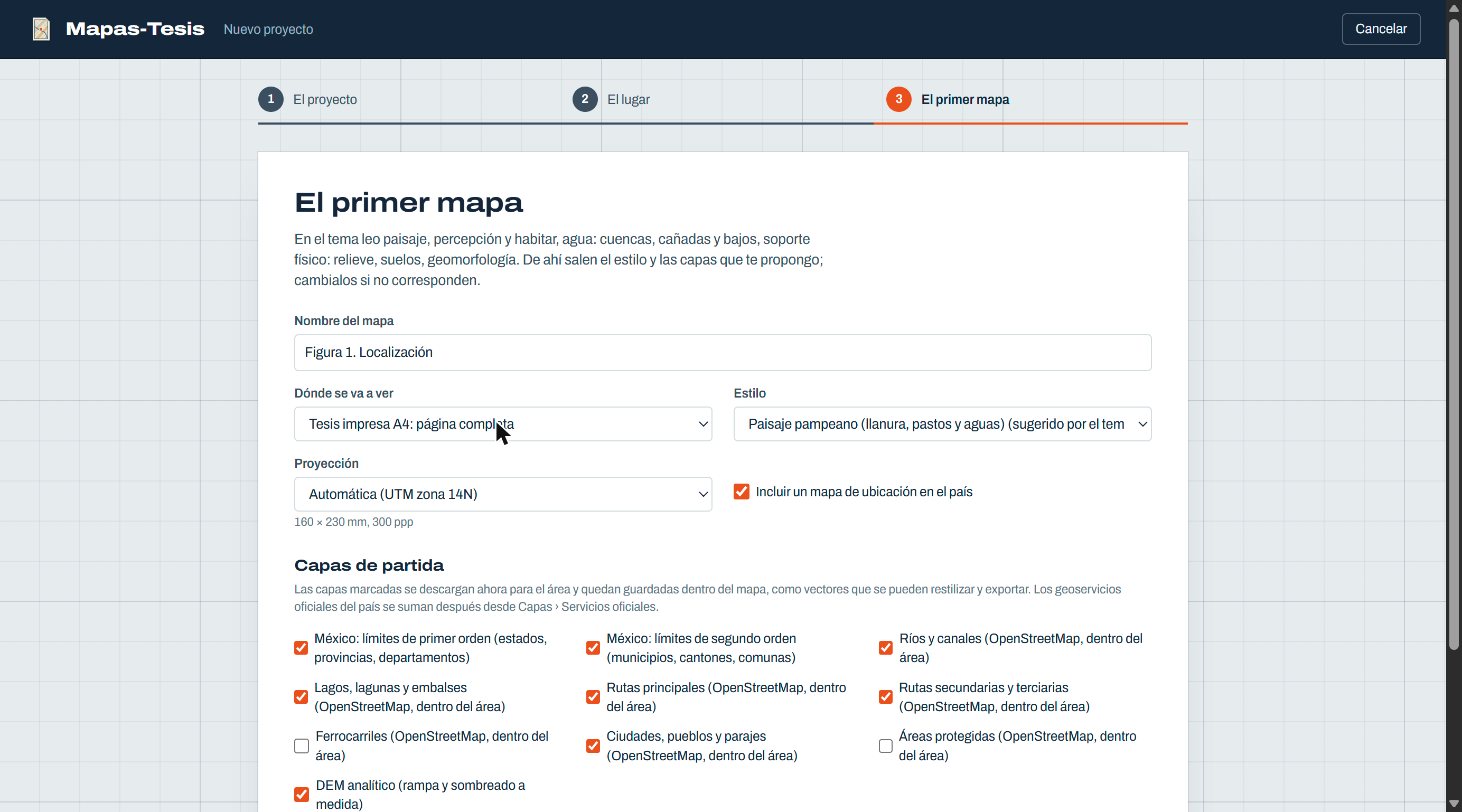 Mapas-Tesis
Nuevo proyecto
Cancelar
1 El proyecto
2 El lugar
3 El primer mapa
El primer mapa
En el tema leo paisaje, percepción y habitar, agua: cuencas, cañadas y bajos, soporte
físico: relieve, suelos, geomorfología. De ahí salen el estilo y las capas que te propongo;
cambialos si no corresponden.
Nombre del mapa
Figura 1. Localización
Dónde se va a ver
Tesis impresa A4: página completa
Estilo
Paisaje pampeano (llanura, pastos y aguas) (sugerido por el tem
Proyección
Automática (UTM zona 14N)
160 × 230 mm, 300 ppp
Incluir un mapa de ubicación en el país
Capas de partida
Las capas marcadas se descargan ahora para el área y quedan guardadas dentro del mapa, como vectores que se pueden restilizar y exportar. Los geoservicios
oficiales del país se suman después desde Capas › Servicios oficiales.
México: límites de primer orden (estados,
provincias, departamentos)
México: límites de segundo orden
(municipios, cantones, comunas)
Ríos y canales (OpenStreetMap, dentro del
área)
Lagos, lagunas y embalses
(OpenStreetMap, dentro del área)
Rutas principales (OpenStreetMap, dentro
del área)
Rutas secundarias y terciarias
(OpenStreetMap, dentro del área)
Ferrocarriles (OpenStreetMap, dentro del
área)
Ciudades, pueblos y parajes
(OpenStreetMap, dentro del área)
Áreas protegidas (OpenStreetMap, dentro
del área)
DEM analítico (rampa y sombreado a
medida)